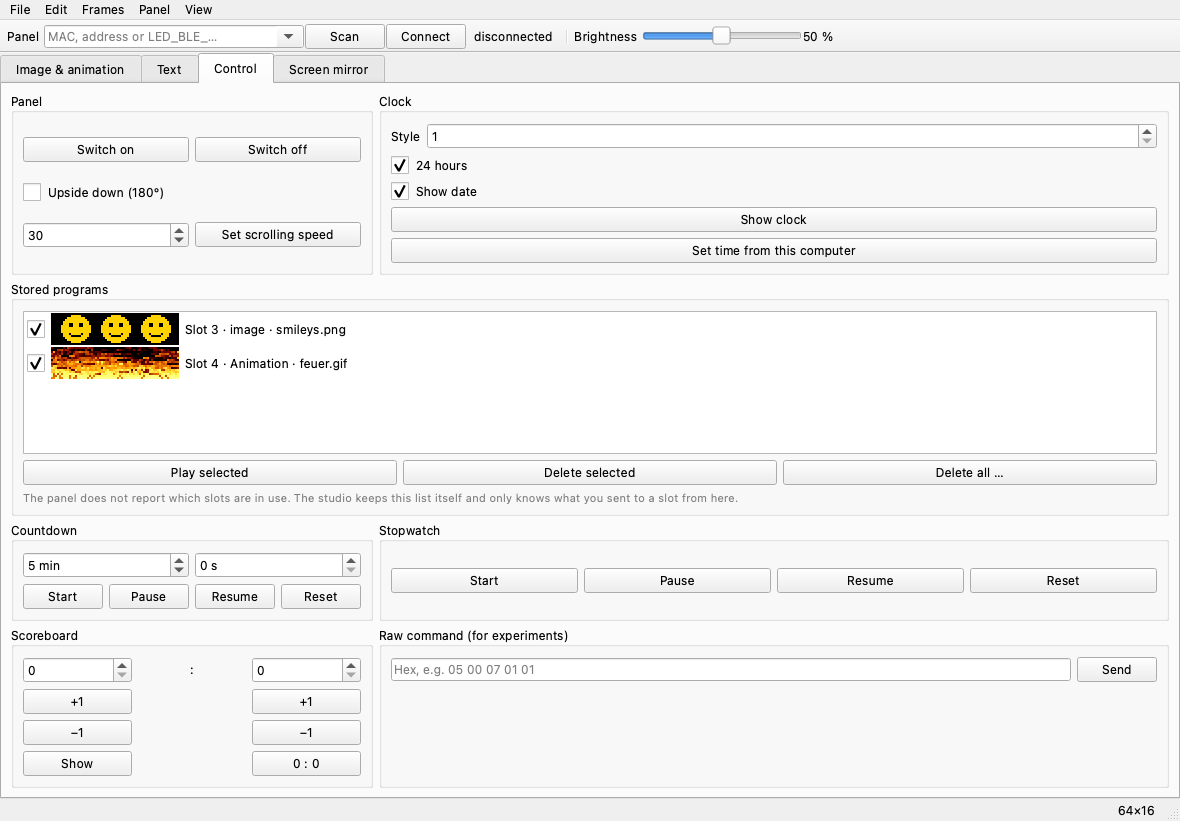 File Edit Frames Panel View
Panel MAC, address or LED_BLE_... Scan Connect disconnected Brightness 50 %
Image & animation Text Control Screen mirror
Panel
Switch on Switch off
Upside down (180°)
30 Set scrolling speed
Clock
Style 1
24 hours
Show date
Show clock
Set time from this computer
Stored programs
Slot 3 · image · smileys.png
Slot 4 · Animation · feuer.gif
Play selected Delete selected Delete all ...
The panel does not report which slots are in use. The studio keeps this list itself and only knows what you sent to a slot from here.
Countdown
5 min 0 s
Start Pause Resume Reset
Stopwatch
Start Pause Resume Reset
Scoreboard
0 : 0
+1 +1
−1 −1
Show 0 : 0
Raw command (for experiments)
Hex, e.g. 05 00 07 01 01 Send
64×16